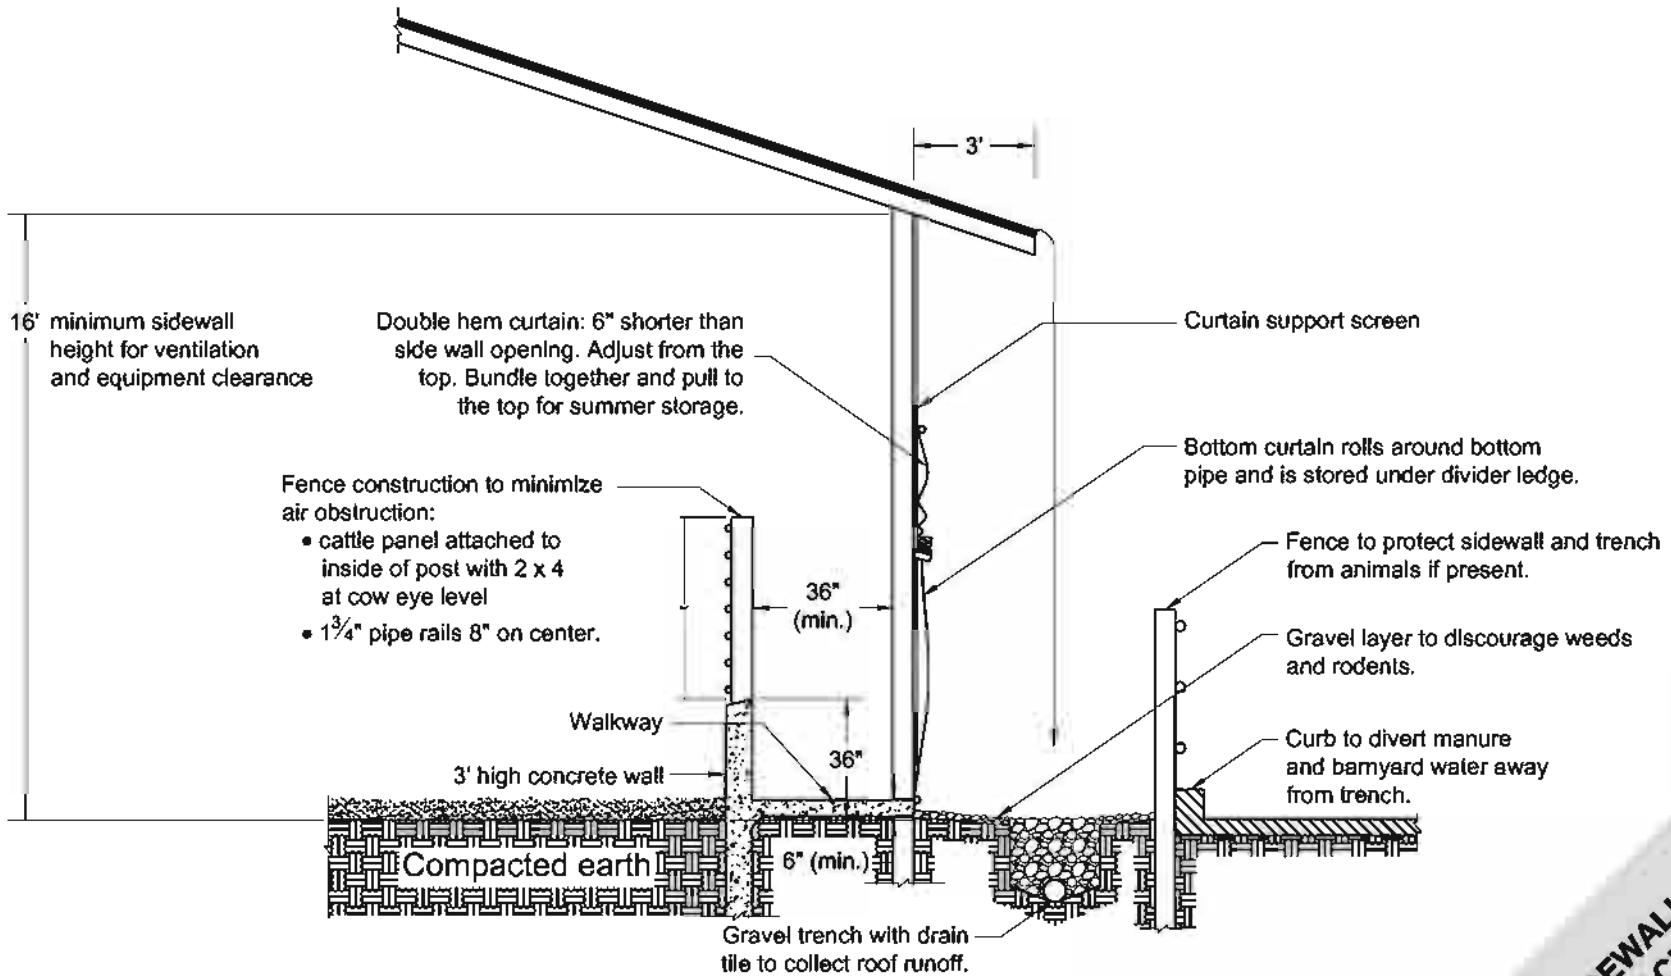 3'
16' minimum sidewall
height for ventilation
and equipment clearance
Double hem curtain: 6" shorter than
side wall opening. Adjust from the
top. Bundle together and pull to
the top for summer storage.
Curtain support screen
Bottom curtain rolls around bottom
pipe and is stored under divider ledge.
Fence construction to minimize
air obstruction:
• cattle panel attached to
inside of post with 2 x 4
at cow eye level
• 1¾" pipe rails 8" on center.
36"
(min.)
Fence to protect sidewall and trench
from animals if present.
Gravel layer to discourage weeds
and rodents.
Walkway
36"
3' high concrete wall
Curb to divert manure
and barnyard water away
from trench.
Compacted earth
6" (min.)
Gravel trench with drain
tile to collect roof runoff.